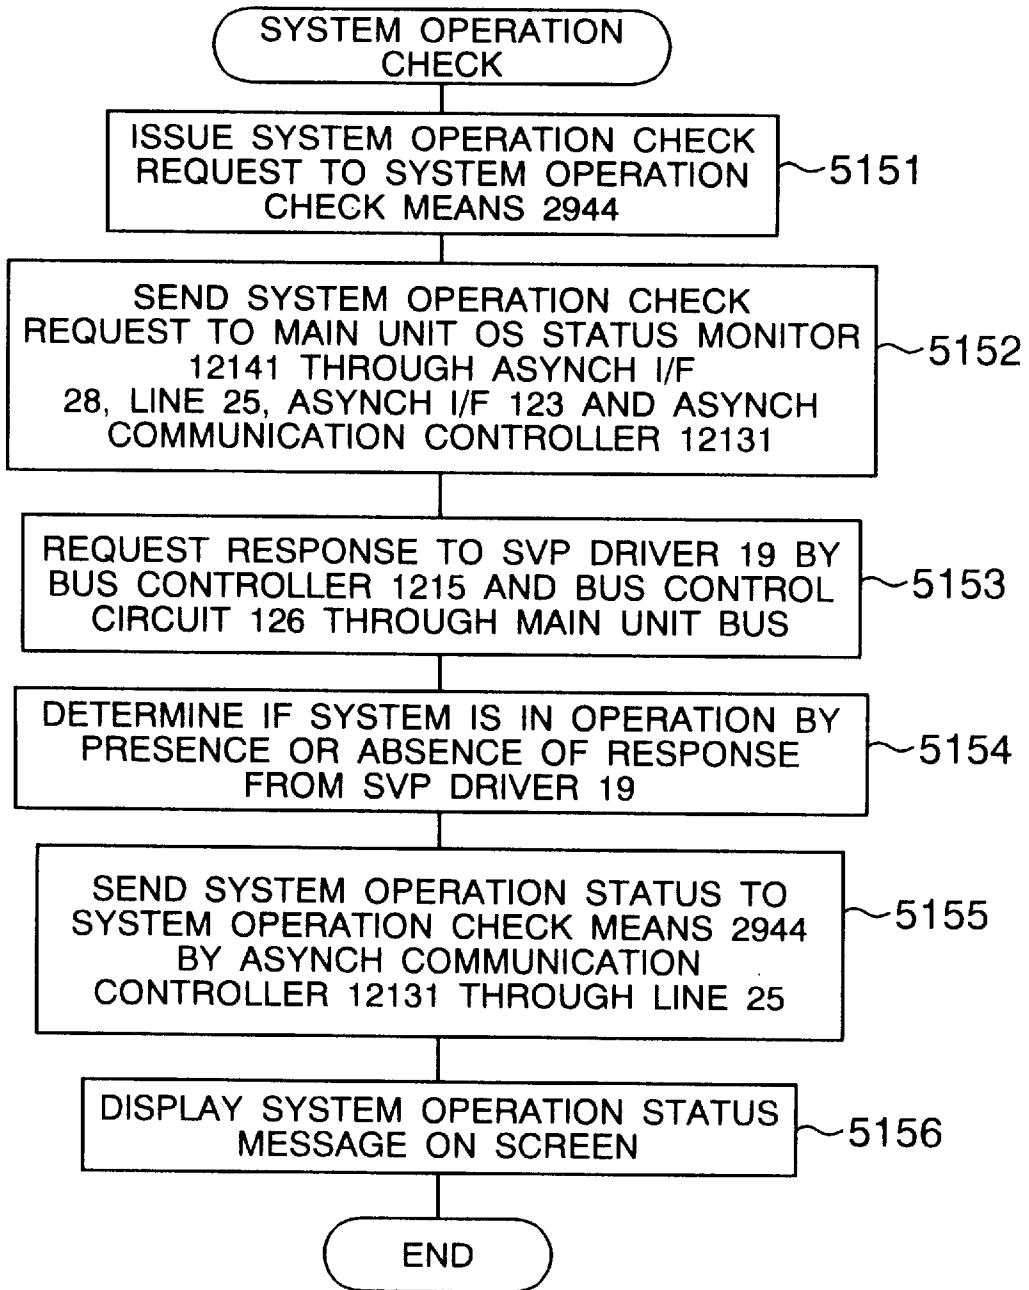 SYSTEM OPERATION
CHECK
ISSUE SYSTEM OPERATION CHECK
REQUEST TO SYSTEM OPERATION
CHECK MEANS 2944
5151
SEND SYSTEM OPERATION CHECK
REQUEST TO MAIN UNIT OS STATUS MONITOR
12141 THROUGH ASYNCH I/F
28, LINE 25, ASYNCH I/F 123 AND ASYNCH
COMMUNICATION CONTROLLER 12131
5152
REQUEST RESPONSE TO SVP DRIVER 19 BY
BUS CONTROLLER 1215 AND BUS CONTROL
CIRCUIT 126 THROUGH MAIN UNIT BUS
5153
DETERMINE IF SYSTEM IS IN OPERATION BY
PRESENCE OR ABSENCE OF RESPONSE
FROM SVP DRIVER 19
5154
SEND SYSTEM OPERATION STATUS TO
SYSTEM OPERATION CHECK MEANS 2944
BY ASYNCH COMMUNICATION
CONTROLLER 12131 THROUGH LINE 25
5155
DISPLAY SYSTEM OPERATION STATUS
MESSAGE ON SCREEN
5156
END